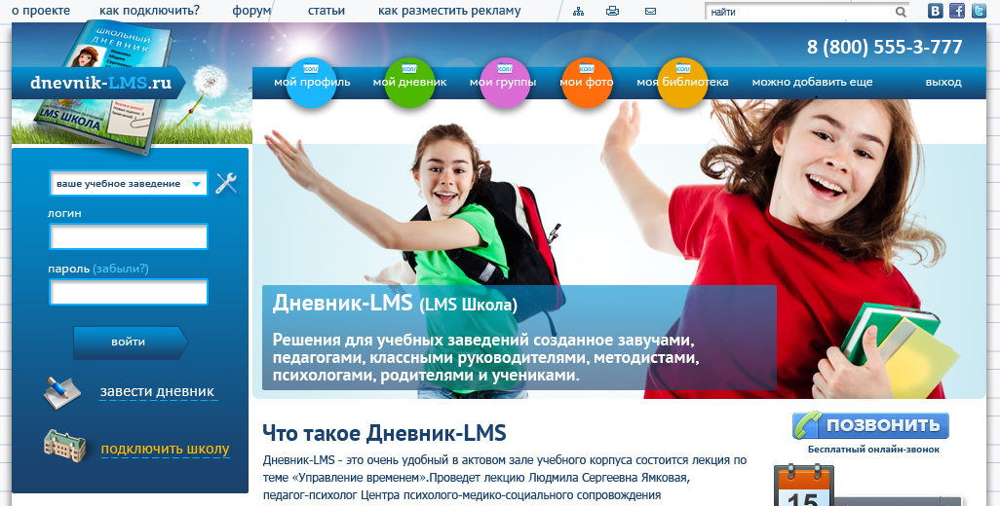 о проекте
как подключить?
форум
статьи
как разместить рекламу
найти
8 (800) 555-3-777
ШКОЛЬНЫЙ
ДНЕВНИК
dnevnik-LMS.ru
LMS ШКОЛА
мой профиль
мой дневник
мои группы
мои фото
моя библиотека
можно добавить еще
выход
ваше учебное заведение
логин
пароль (забыли?)
войти
завести дневник
подключить школу
Дневник-LMS (LMS Школа)
Решения для учебных заведений созданное завучами,
педагогами, классными руководителями, методистами,
психологами, родителями и учениками.
Что такое Дневник-LMS
Дневник-LMS - это очень удобный в актовом зале учебного корпуса состоится лекция по
теме «Управление временем».Проведет лекцию Людмила Сергеевна Ямковая,
педагог-психолог Центра психолого-медико-социального сопровождения
ПОЗВОНИТЬ
Бесплатный онлайн-звонок
15